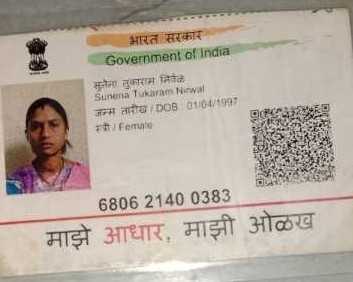 भारत सरकार
Government of India
सुनेना तुकाराम निर्वळ
Sunena Tukaram Nirwal
जन्म तारीख / DOB : 01/04/1997
स्त्री / Female
6806 2140 0383
माझे आधार, माझी ओळख